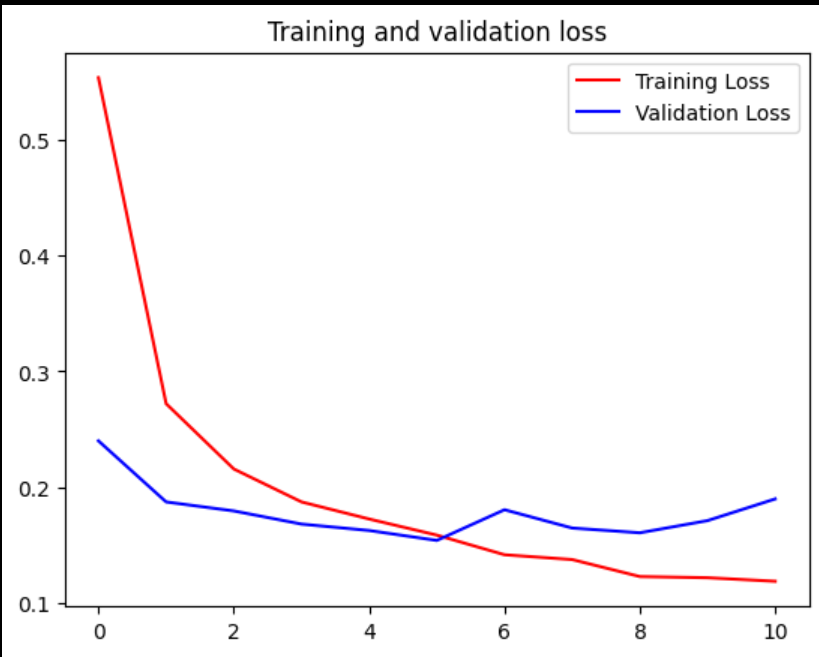 Training and validation loss
Training Loss
Validation Loss
0.5
0.4
0.3
0.2
0.1
0 2 4 6 8 10